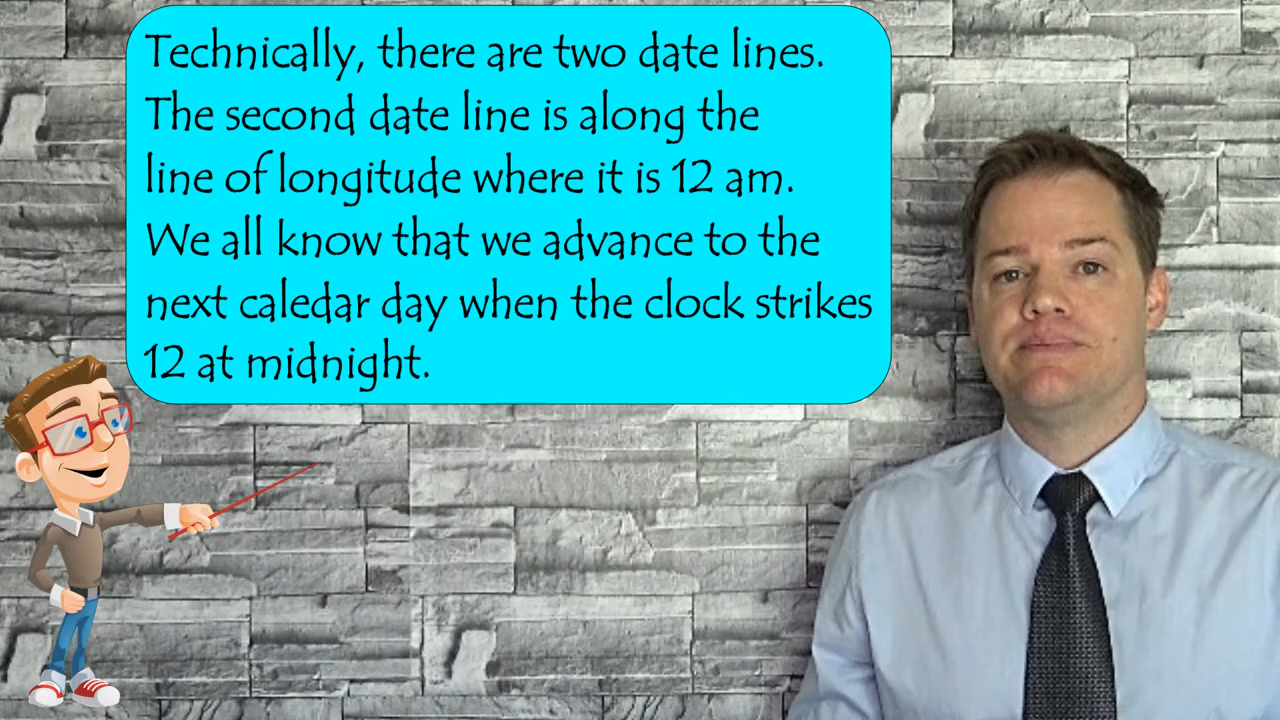 Technically, there are two date lines.
The second date line is along the
line of longitude where it is 12 am.
We all know that we advance to the
next caledar day when the clock strikes
12 at midnight.